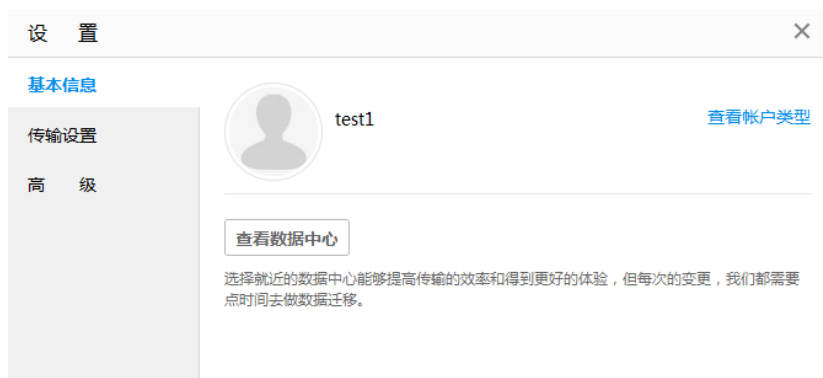 设 置
基本信息
传输设置
高 级
test1
查看帐户类型
查看数据中心
选择就近的数据中心能够提高传输的效率和得到更好的体验，但每次的变更，我们都需要
点时间去做数据迁移。